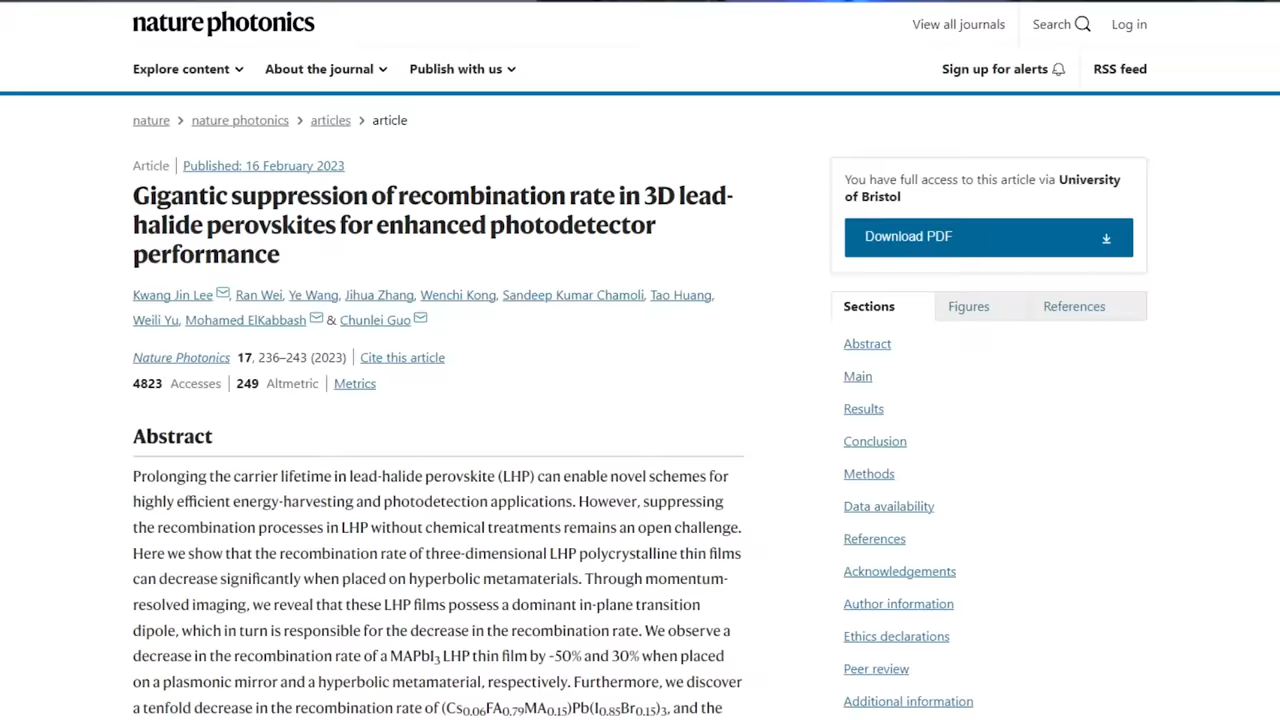 nature photonics
View all journals
Search
Log in
Explore content
About the journal
Publish with us
Sign up for alerts
RSS feed
nature > nature photonics > articles > article
Article | Published: 16 February 2023
Gigantic suppression of recombination rate in 3D lead-
halide perovskites for enhanced photodetector
performance
Kwang Jin Lee, Ran Wei, Ye Wang, Jihua Zhang, Wenchi Kong, Sandeep Kumar Chamoli, Tao Huang,
Weili Yu, Mohamed ElKabbash & Chunlei Guo
Nature Photonics 17, 236–243 (2023) | Cite this article
4823 Accesses | 249 Altmetric | Metrics
Abstract
Prolonging the carrier lifetime in lead-halide perovskite (LHP) can enable novel schemes for
highly efficient energy-harvesting and photodetection applications. However, suppressing
the recombination processes in LHP without chemical treatments remains an open challenge.
Here we show that the recombination rate of three-dimensional LHP polycrystalline thin films
can decrease significantly when placed on hyperbolic metamaterials. Through momentum-
resolved imaging, we reveal that these LHP films possess a dominant in-plane transition
dipole, which in turn is responsible for the decrease in the recombination rate. We observe a
decrease in the recombination rate of a MAPbI₃ LHP thin film by ~50% and 30% when placed
on a plasmonic mirror and a hyperbolic metamaterial, respectively. Furthermore, we discover
a tenfold decrease in the recombination rate of (Cs₀.₀₆FA₀.₇₉MA₀.₁₅)Pb(I₀.₈₅Br₀.₁₅)₃, and the
You have full access to this article via University
of Bristol
Download PDF
Sections
Figures
References
Abstract
Main
Results
Conclusion
Methods
Data availability
References
Acknowledgements
Author information
Ethics declarations
Peer review
Additional information